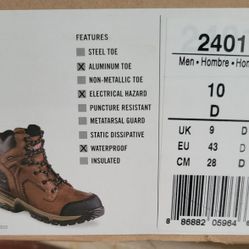 FEATURES
STEEL TOE
ALUMINUM TOE
NON-METALLIC TOE
ELECTRICAL HAZARD
PUNCTURE RESISTANT
METATARSAL GUARD
STATIC DISSIPATIVE
WATERPROOF
INSULATED
2401
Men • Hombre • Hom
10
D
UK 9 D
EU 43 D
CM 28 D
8 86882 05964